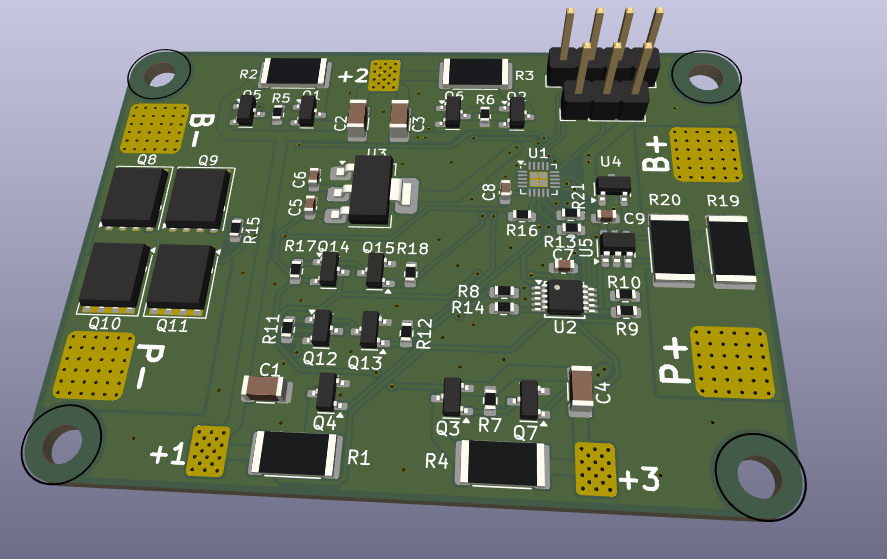 R2
+2
R3
Q5
R5
Q1
Q6
R6
Q2
B-
C2
C3
B+
Q8
Q9
U3
U1
U4
C6
C8
R21
R20
R19
C5
R16
C9
R15
R13
U5
R17
Q14
Q15
R18
C7
R8
R10
R14
Q10
Q11
R11
Q12
Q13
R12
U2
R9
P-
P+
C1
C4
Q4
Q3
R7
Q7
+1
R1
R4
+3